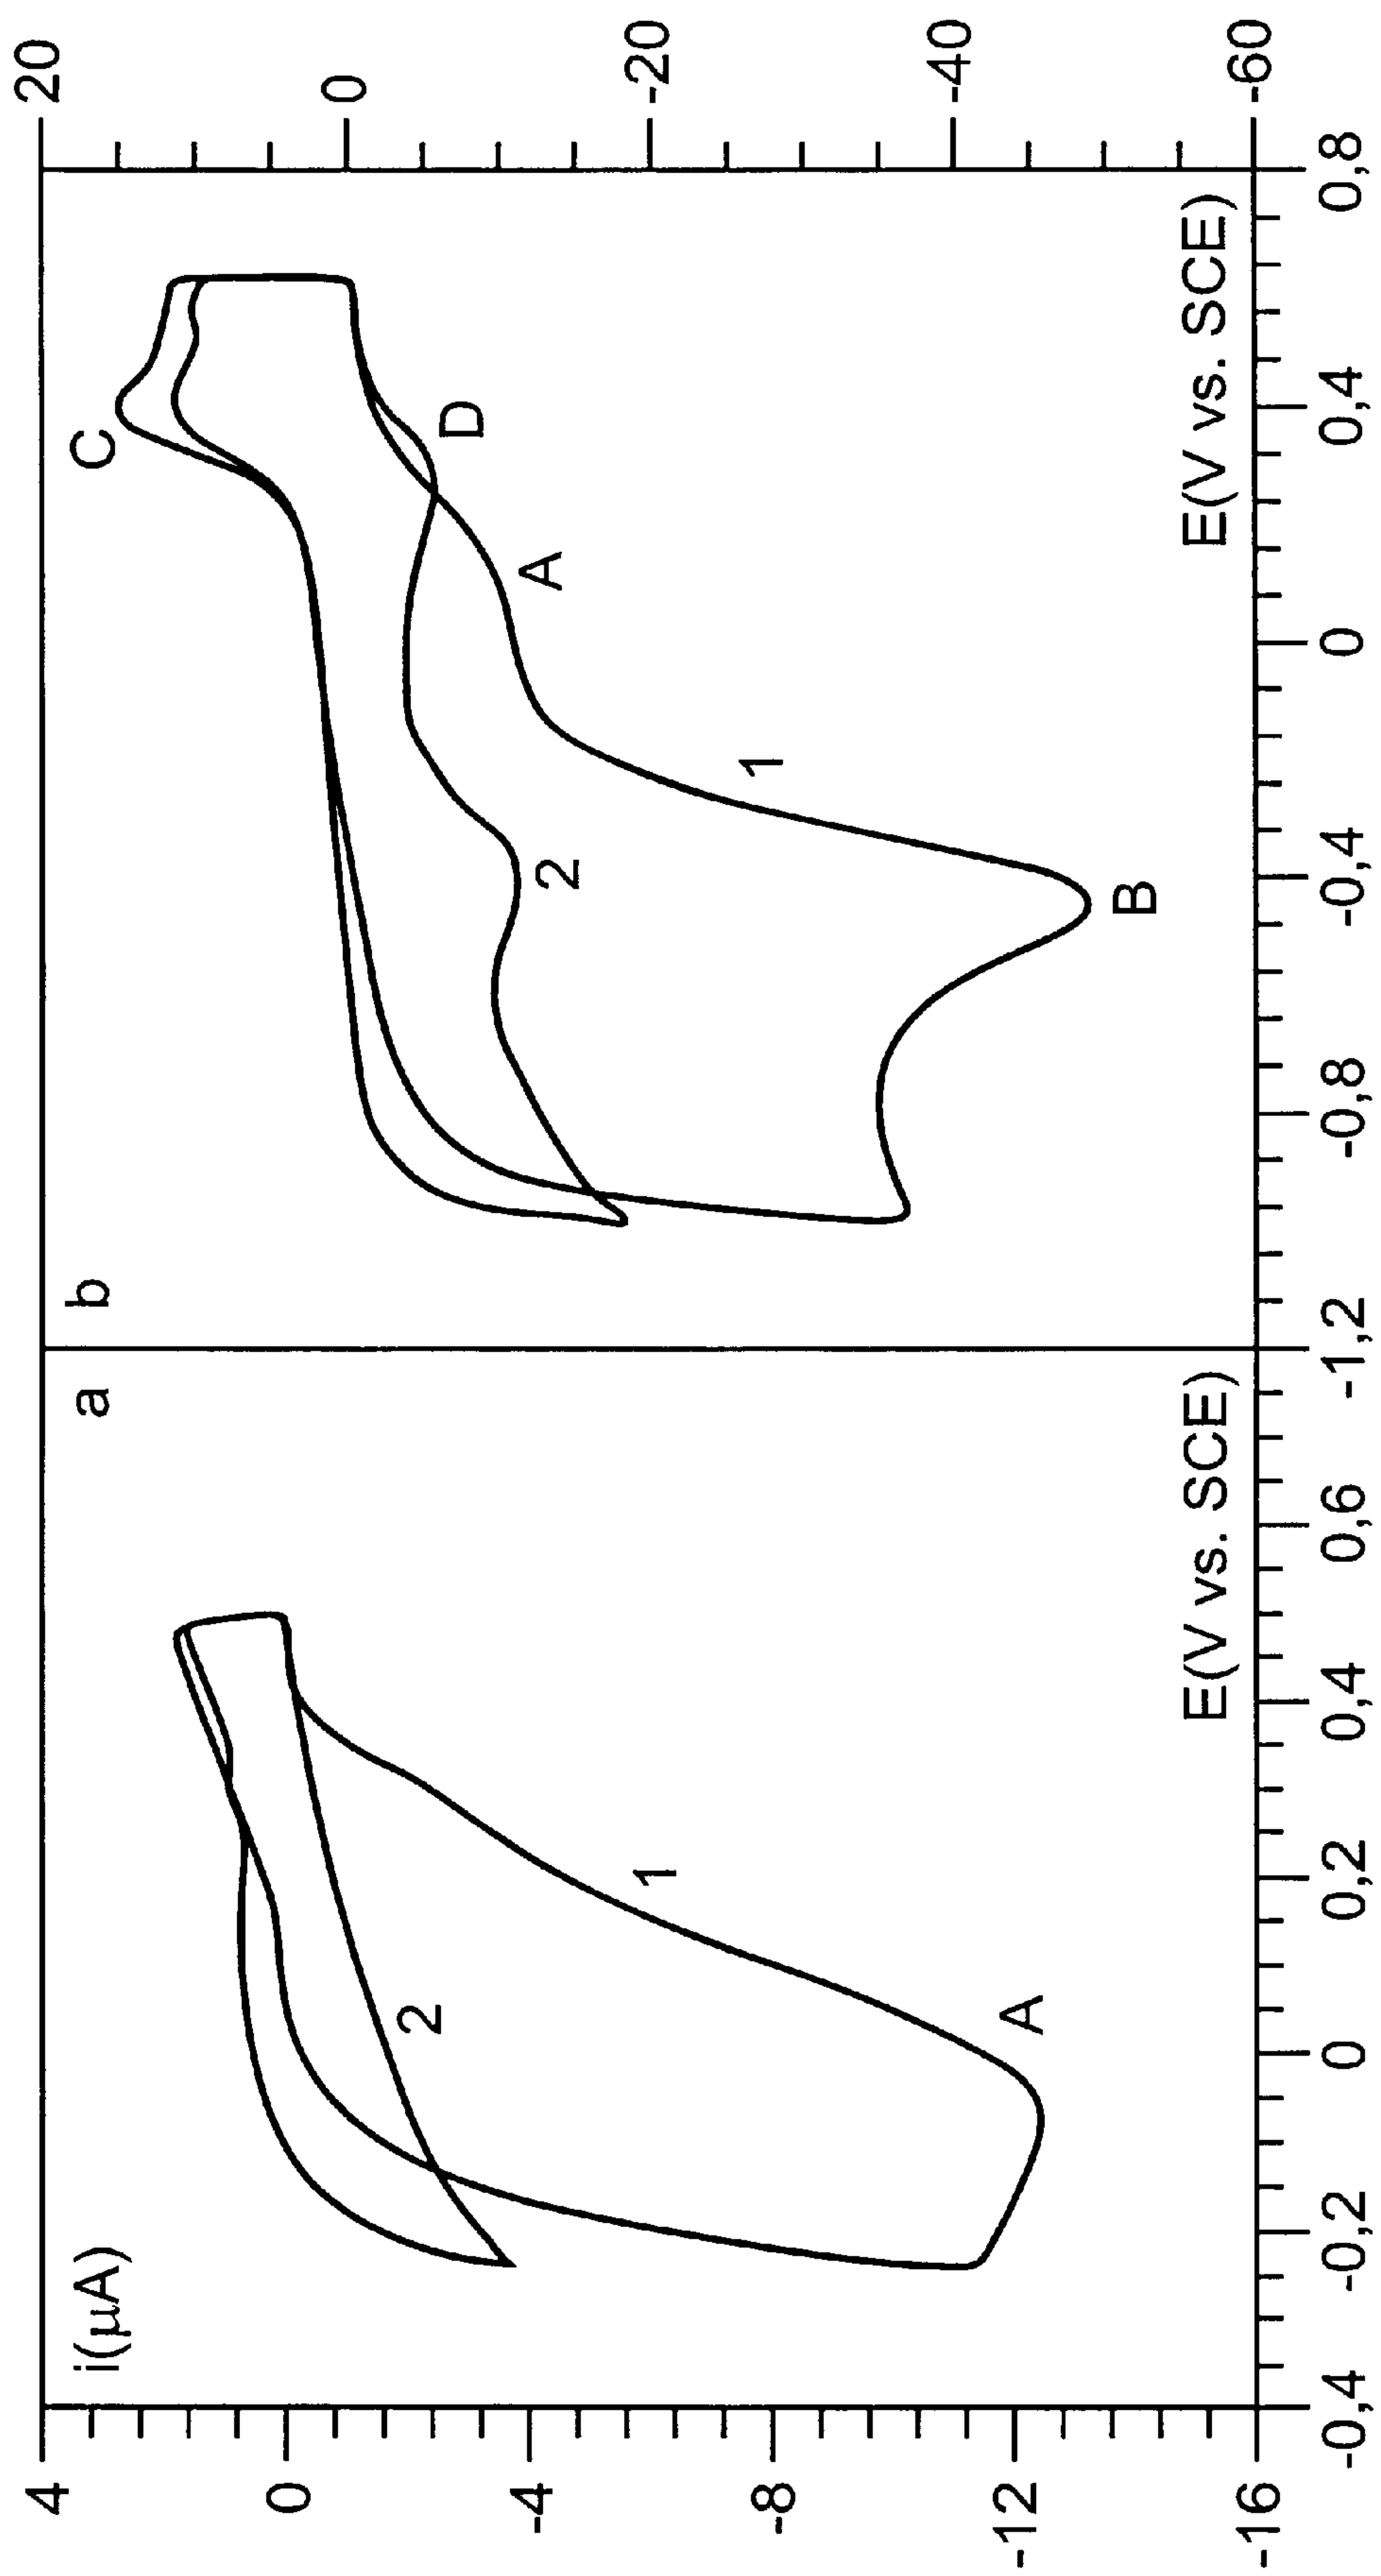 a
i(μA)
4
0
-4
-8
-12
-16
1
2
A
-0,4
-0,2
0
0,2
0,4
0,6
E(V vs. SCE)
b
C
D
A
1
2
B
20
0
-20
-40
-60
-1,2
-0,8
-0,4
0
0,4
0,8
E(V vs. SCE)